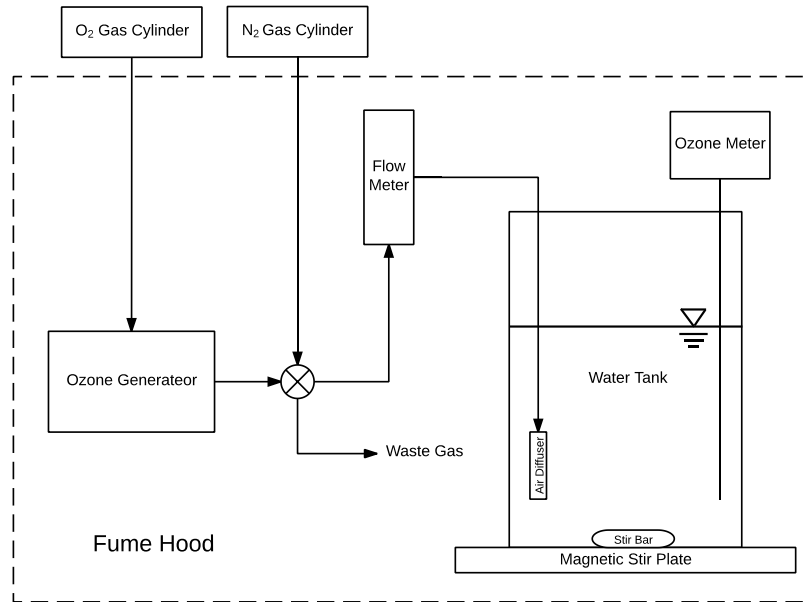 O₂ Gas Cylinder
N₂ Gas Cylinder
Flow
Meter
Ozone Meter
Ozone Generateor
Water Tank
Air Diffuser
Waste Gas
Stir Bar
Fume Hood
Magnetic Stir Plate